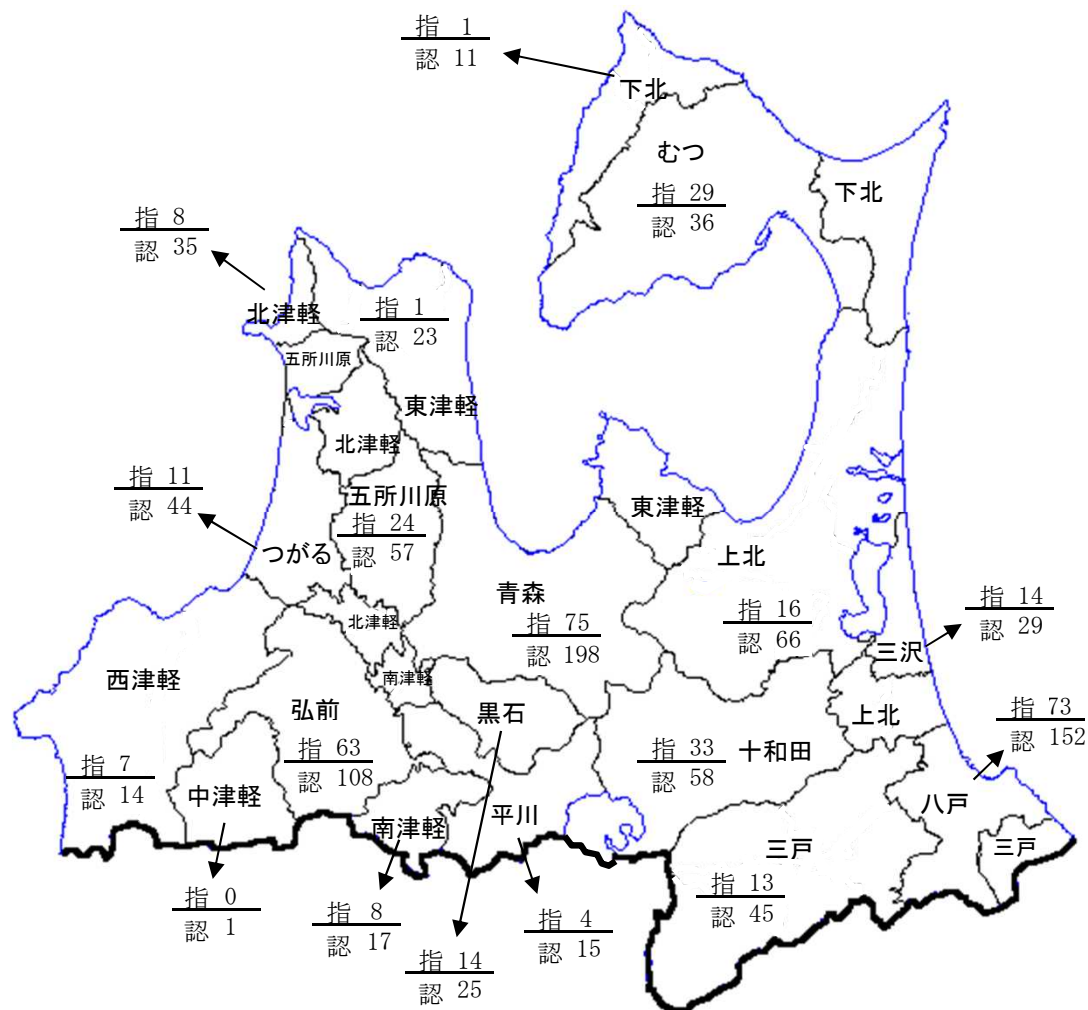 指 1
認 11
下北
むつ
指 29
認 36
下北
指 8
認 35
北津軽
指 1
認 23
五所川原
東津軽
北津軽
指 11
認 44
五所川原
指 24
認 57
つがる
東津軽
上北
青森
指 75
認 198
指 16
認 66
指 14
認 29
三沢
北津軽
南津軽
西津軽
弘前
黒石
上北
指 73
認 152
指 7
認 14
中津軽
指 63
認 108
指 33
認 58
十和田
八戸
南津軽
平川
三戸
三戸
指 0
認 1
指 8
認 17
指 14
認 25
指 4
認 15
指 13
認 45